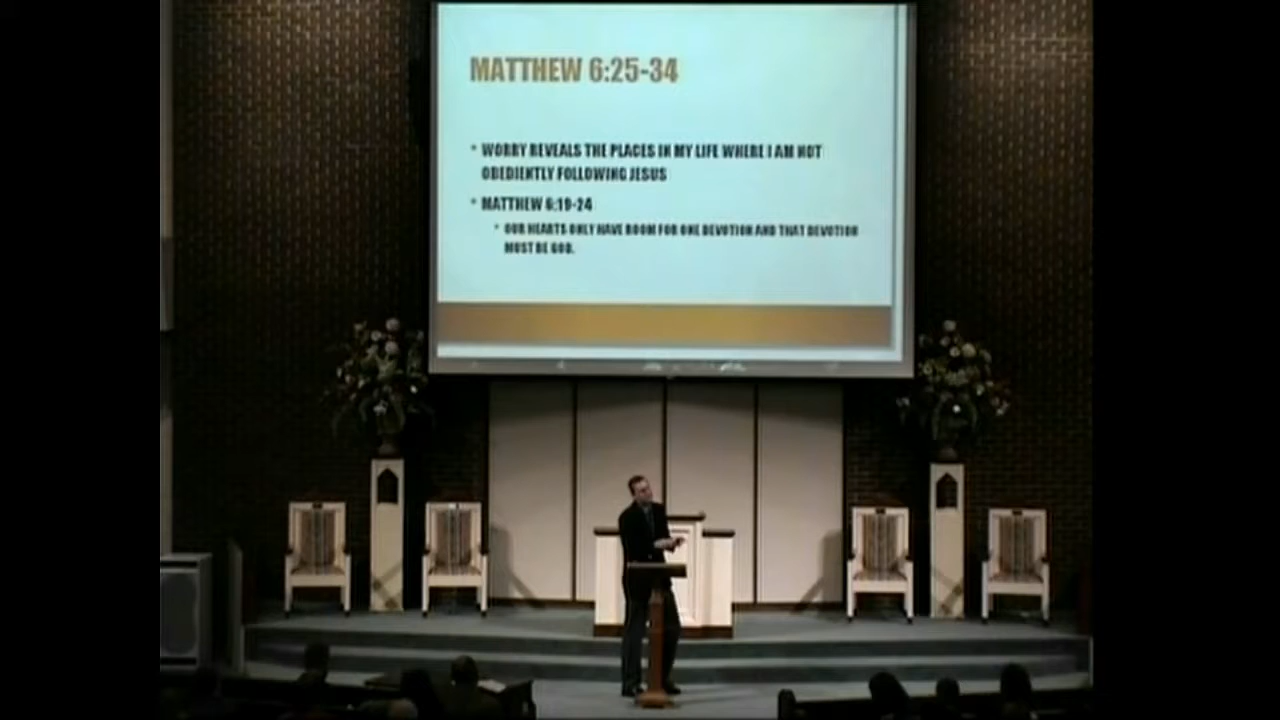 MATTHEW 6:25-34
• WORRY REVEALS THE PLACES IN MY LIFE WHERE I AM NOT
OBEDIENTLY FOLLOWING JESUS
• MATTHEW 6:19-24
• OUR HEARTS ONLY HAVE ROOM FOR ONE DEVOTION AND THAT DEVOTION
MUST BE GOD.